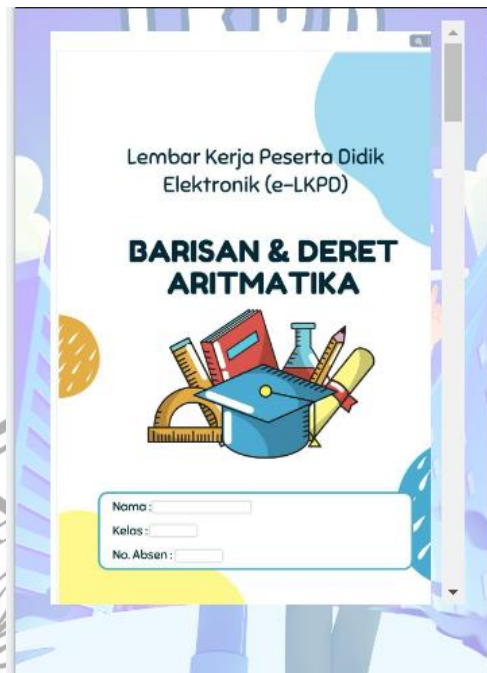 Lembar Kerja Peserta Didik
Elektronik (e-LKPD)
BARISAN & DERET
ARITMATIKA
Nama :
Kelas :
No. Absen :